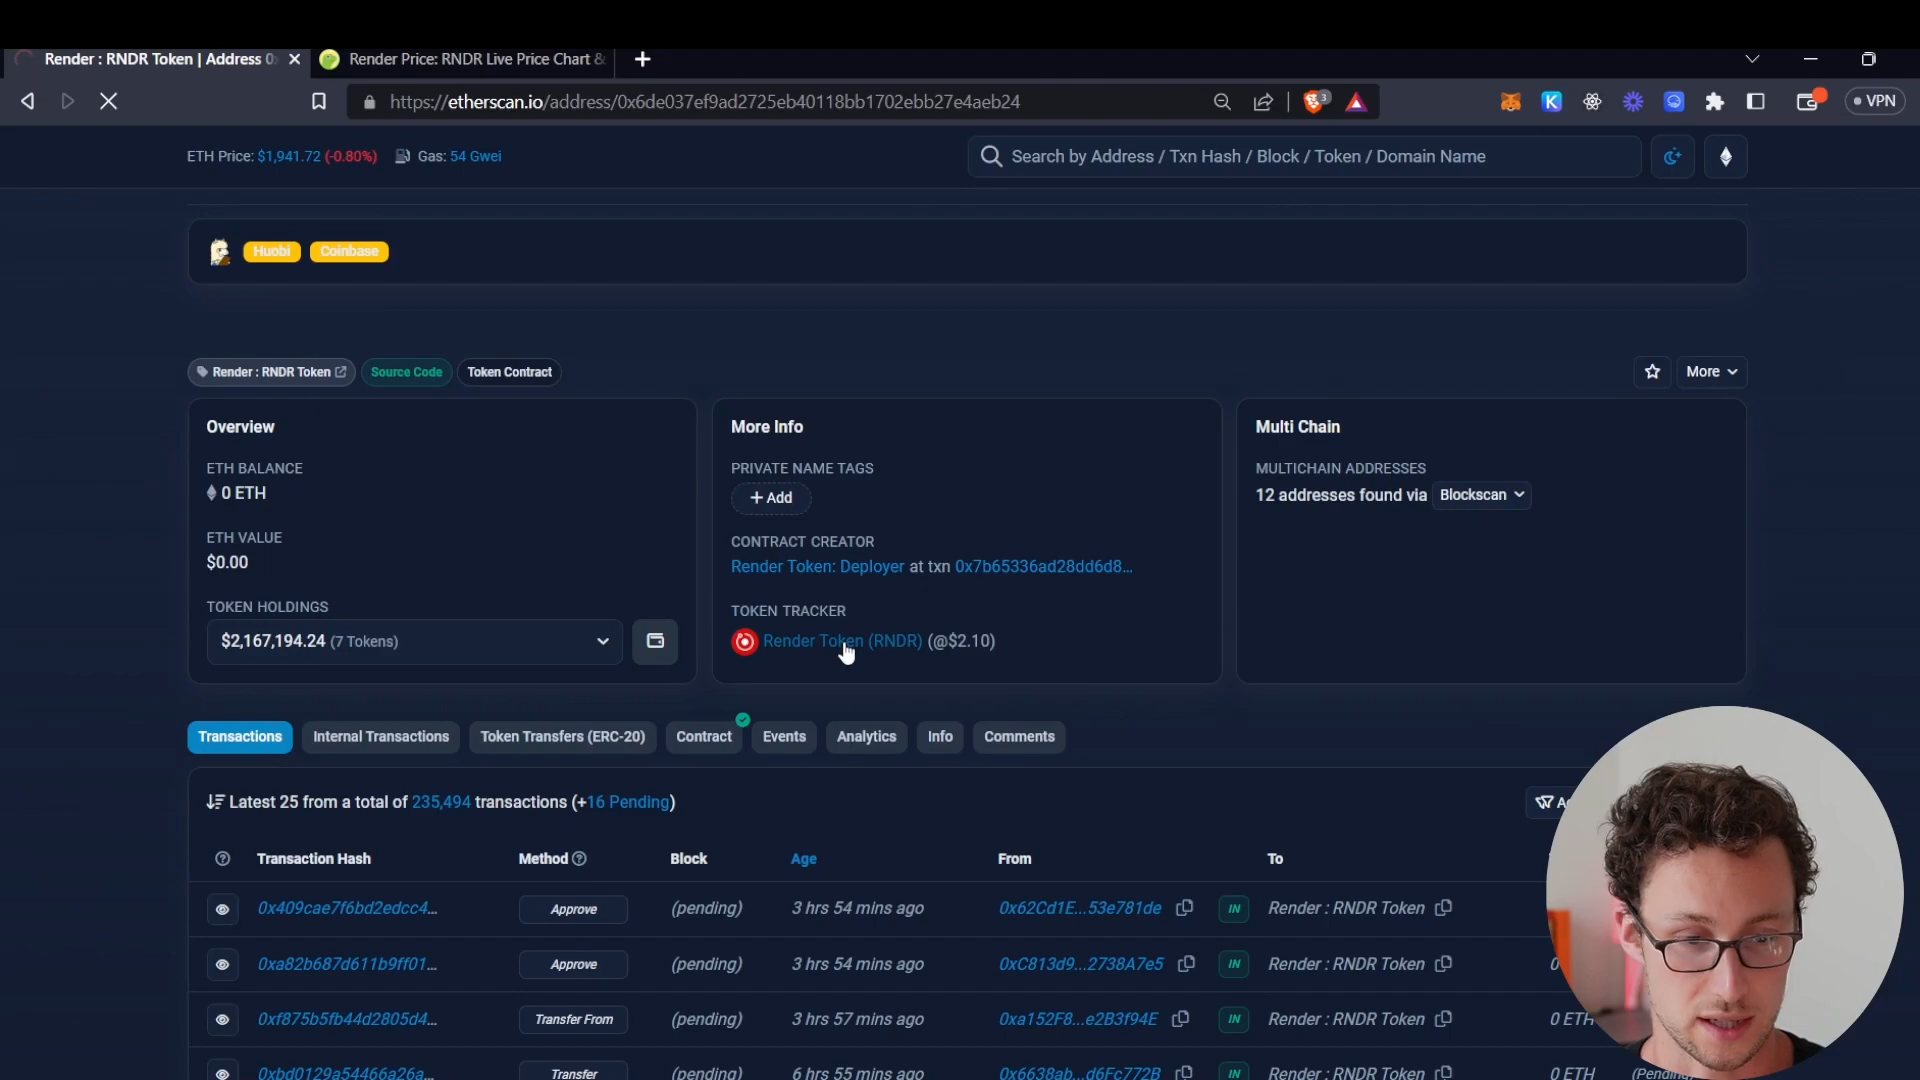 Render : RNDR Token | Address 0x
Render Price: RNDR Live Price Chart &
https://etherscan.io/address/0x6de037ef9ad2725eb40118bb1702ebb27e4aeb24
3
VPN
ETH Price: $1,941.72 (-0.80%) Gas: 54 Gwei
Search by Address / Txn Hash / Block / Token / Domain Name
Huobi Coinbase
Render : RNDR Token Source Code Token Contract
More
Overview
ETH BALANCE
0 ETH
ETH VALUE
$0.00
TOKEN HOLDINGS
$2,167,194.24 (7 Tokens)
More Info
PRIVATE NAME TAGS
+ Add
CONTRACT CREATOR
Render Token: Deployer at txn 0x7b65336ad28dd6d8...
TOKEN TRACKER
Render Token (RNDR) (@$2.10)
Multi Chain
MULTICHAIN ADDRESSES
12 addresses found via Blockscan
Transactions Internal Transactions Token Transfers (ERC-20) Contract Events Analytics Info Comments
Latest 25 from a total of 235,494 transactions (+16 Pending)
Transaction Hash Method Block Age From To
0x409cae7f6bd2edcc4... Approve (pending) 3 hrs 54 mins ago 0x62Cd1E...53e781de IN Render : RNDR Token
0xa82b687d611b9ff01... Approve (pending) 3 hrs 54 mins ago 0xC813d9...2738A7e5 IN Render : RNDR Token
0xf875b5fb44d2805d4... Transfer From (pending) 3 hrs 57 mins ago 0xa152F8...e2B3f94E IN Render : RNDR Token 0 ETH
0xbd0129a54466a26a... Transfer (pending) 6 hrs 55 mins ago 0x6638ab...d6Fc772B IN Render : RNDR Token 0 ETH (Pending)